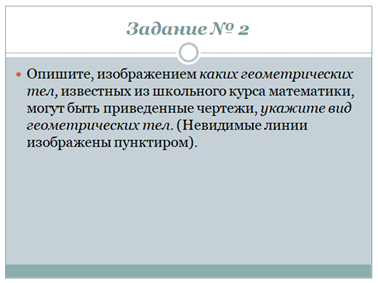 Задание № 2
Опишите, изображением каких геометрических
тел, известных из школьного курса математики,
могут быть приведенные чертежи, укажите вид
геометрических тел. (Невидимые линии
изображены пунктиром).